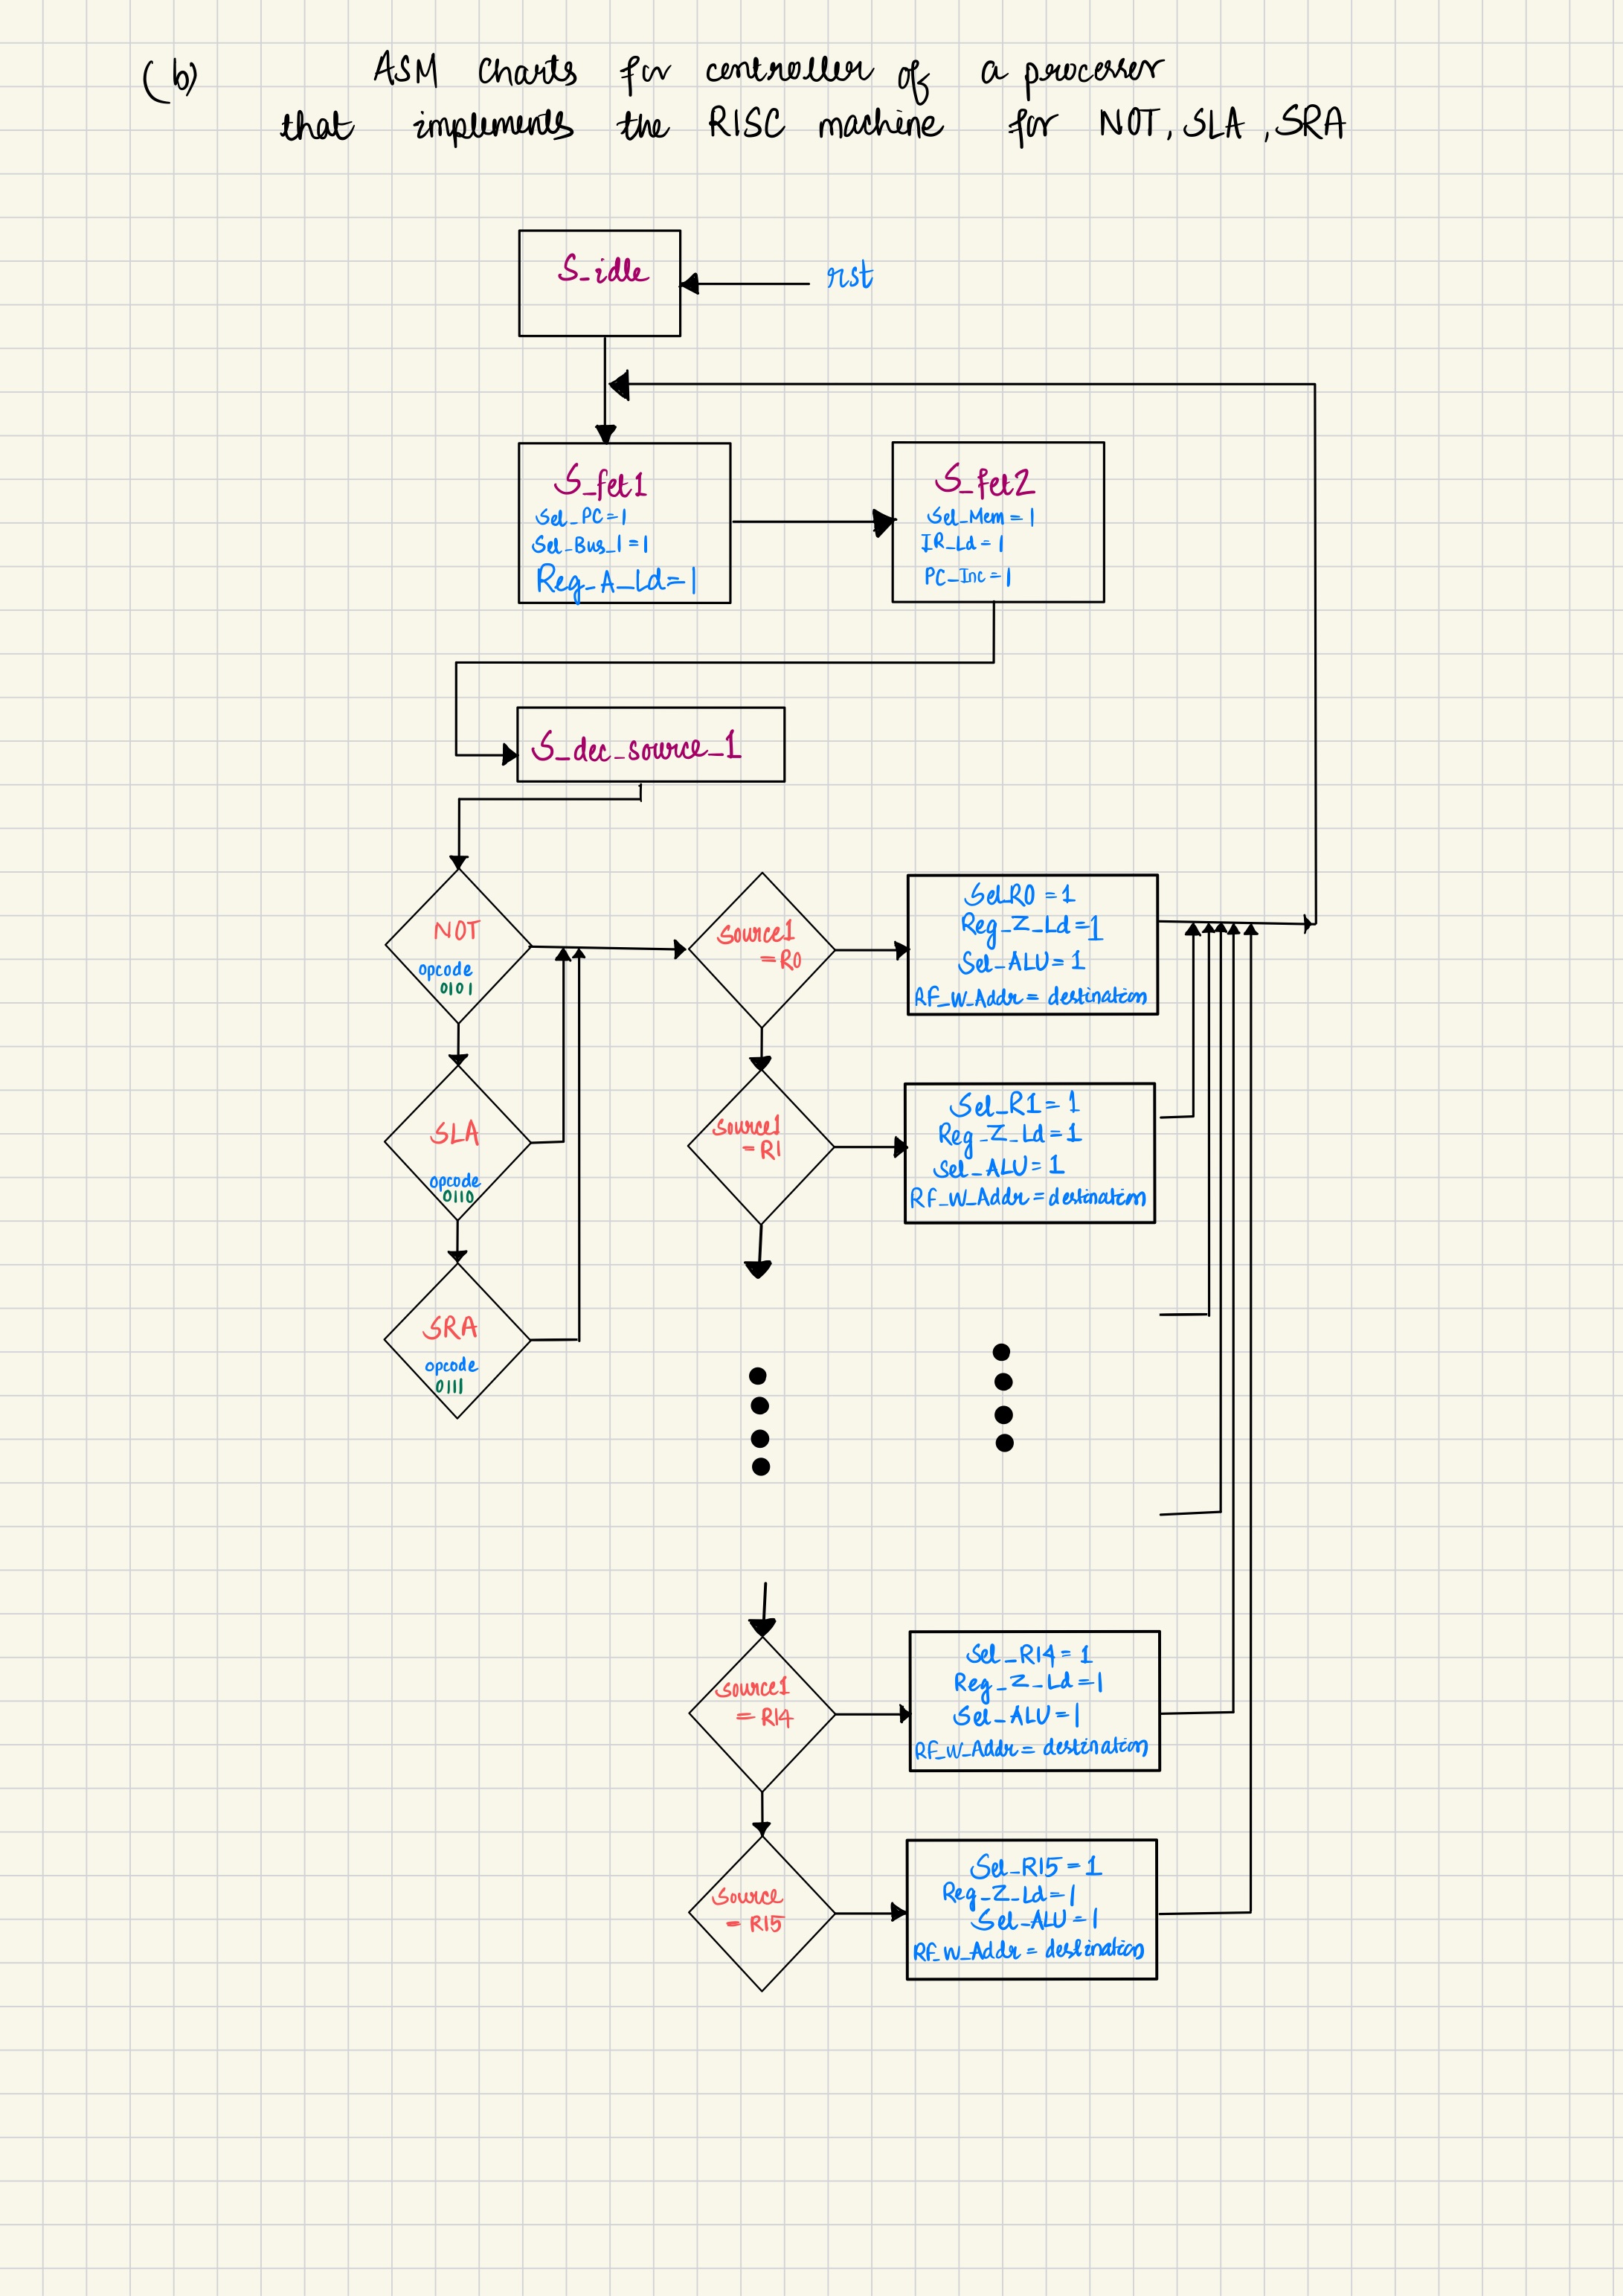 (b) ASM Charts for controller of a processer
that implements the RISC machine for NOT, SLA, SRA
S_idle
rst
S_fet1
Sel_PC=1
Sel_Bus_1=1
Reg_A_Ld=1
S_fet2
Sel_Mem=1
IR_Ld=1
PC_Inc=1
S_dec_source_1
NOT
opcode
0101
Source1
=R0
Sel_R0=1
Reg_Z_Ld=1
Sel_ALU=1
RF_W_Addr=destination
SLA
opcode
0110
Source1
=R1
Sel_R1=1
Reg_Z_Ld=1
Sel_ALU=1
RF_W_Addr=destination
SRA
opcode
0111
Source1
=R14
Sel_R14=1
Reg_Z_Ld=1
Sel_ALU=1
RF_W_Addr=destination
Source
=R15
Sel_R15=1
Reg_Z_Ld=1
Sel_ALU=1
RF_W_Addr=destination